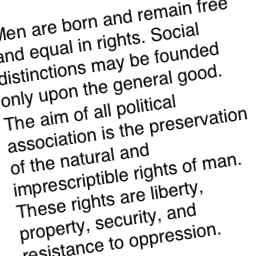 Men are born and remain free
and equal in rights. Social
distinctions may be founded
only upon the general good.
The aim of all political
association is the preservation
of the natural and
imprescriptible rights of man.
These rights are liberty,
property, security, and
resistance to oppression.